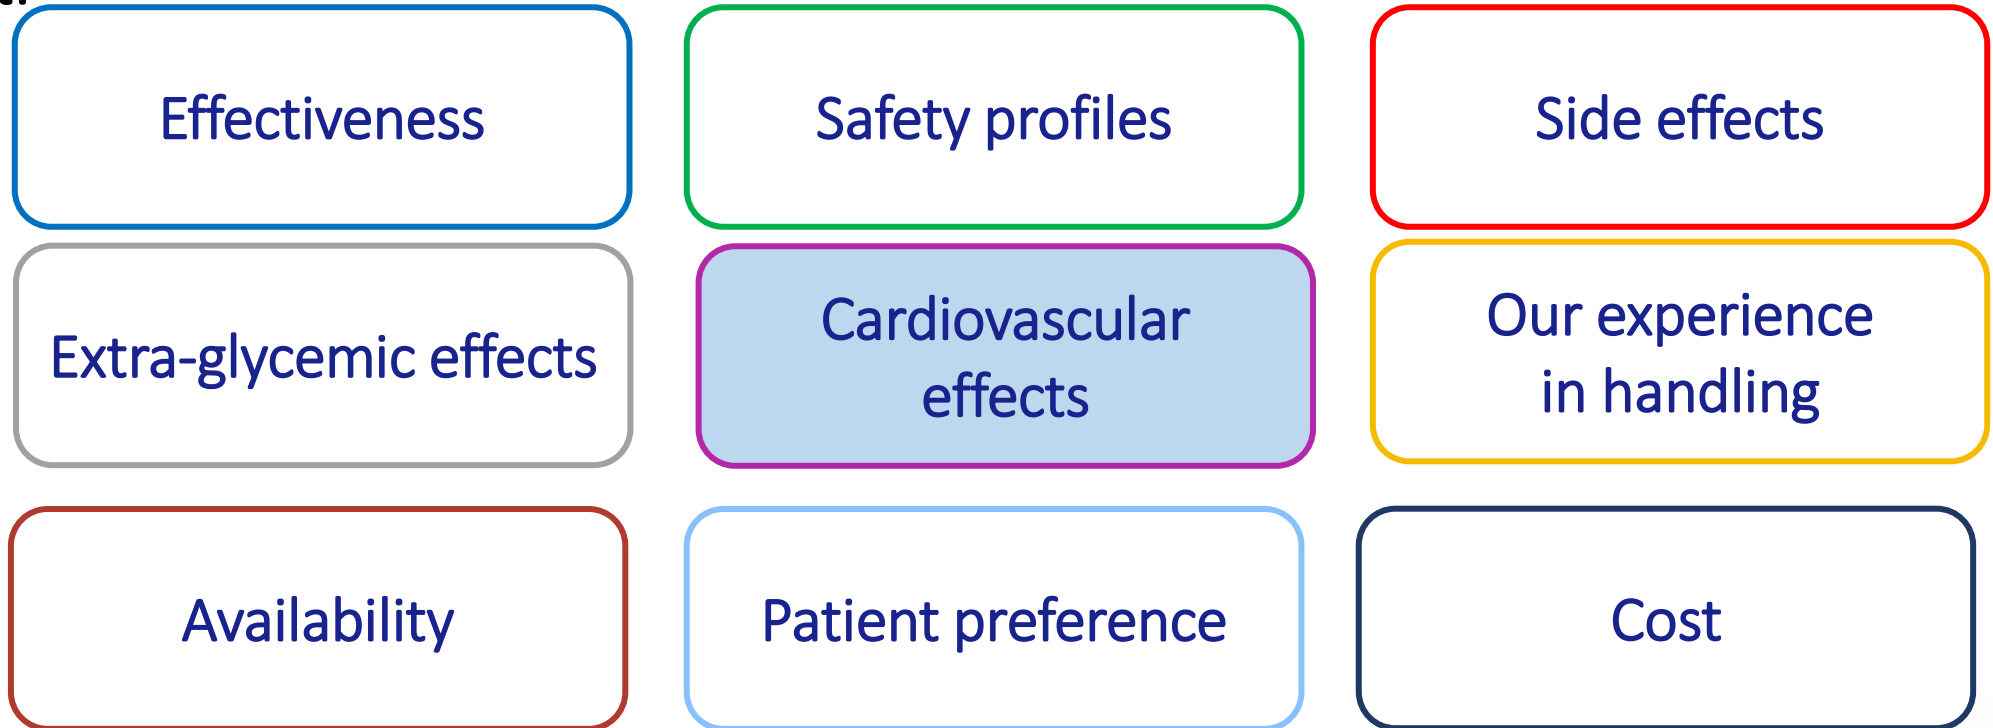 Effectiveness
Safety profiles
Side effects
Extra-glycemic effects
Cardiovascular
effects
Our experience
in handling
Availability
Patient preference
Cost